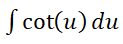 ∫ cot(u) du